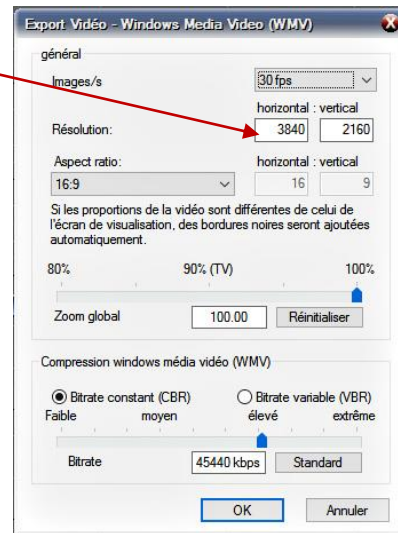 Export Vidéo - Windows Media Video (WMV)
général
Images/s 30 fps
horizontal : vertical
Résolution: 3840 2160
Aspect ratio: horizontal : vertical
16:9 16 9
Si les proportions de la vidéo sont différentes de celui de
l'écran de visualisation, des bordures noires seront ajoutées
automatiquement.
80% 90% (TV) 100%
Zoom global 100.00 Réinitialiser
Compression windows média vidéo (WMV)
Bitrate constant (CBR) Bitrate variable (VBR)
Faible moyen élevé extrême
Bitrate 45440 kbps Standard
OK Annuler